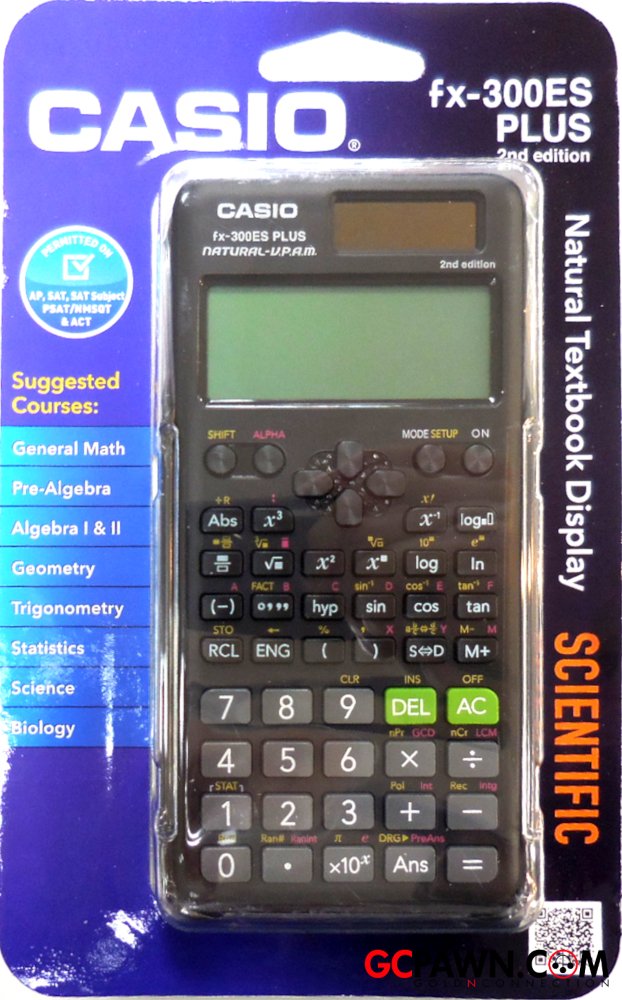 fx-300ES
PLUS
2nd edition
CASIO®
CASIO
fx-300ES PLUS
NATURAL-V.P.A.M.
2nd edition
PERMITTED ON
AP, SAT, SAT Subject
PSAT/NMSQT
& ACT
Natural Textbook Display
SCIENTIFIC
Suggested
Courses:
General Math
Pre-Algebra
Algebra I & II
Geometry
Trigonometry
Statistics
Science
Biology
SHIFT ALPHA MODE SETUP ON
÷R : x!
Abs x³ x⁻¹ log
10 e
x² x log ln
A FACT B C sin⁻¹ D cos⁻¹ E tan⁻¹ F
(−) hyp sin cos tan
STO ← % , X Y M− M
RCL ENG ( ) S⇔D M+
CLR INS OFF
7 8 9 DEL AC
nPr GCD nCr LCM
4 5 6 × ÷
STAT Pol Int Rec Intg
1 2 3 + −
Ran# RanInt π e DRG▶ PreAns
0 • ×10ˣ Ans =
GCPAWN.COM
GOLD N CONNECTION